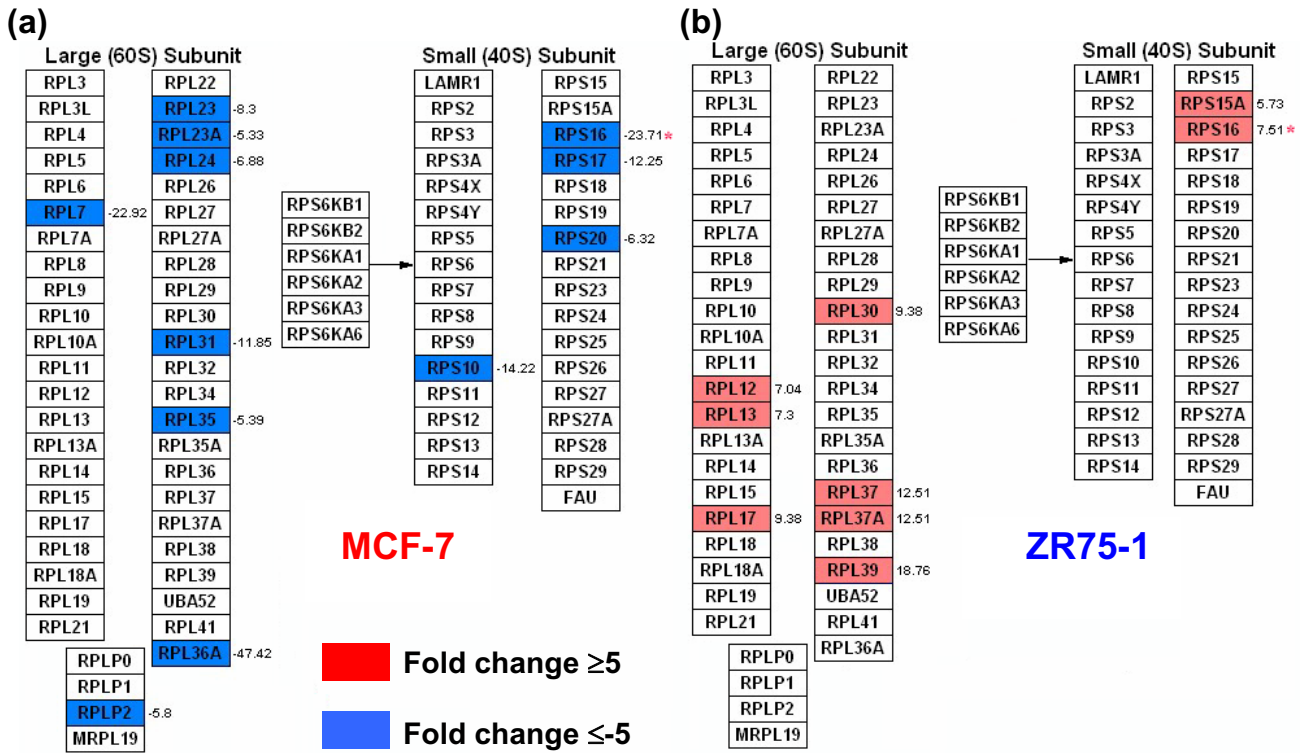 (a)
Large (60S) Subunit
RPL3
RPL3L
RPL4
RPL5
RPL6
RPL7 -22.92
RPL7A
RPL8
RPL9
RPL10
RPL10A
RPL11
RPL12
RPL13
RPL13A
RPL14
RPL15
RPL17
RPL18
RPL18A
RPL19
RPL21
RPL22
RPL23 -8.3
RPL23A -5.33
RPL24 -6.88
RPL26
RPL27
RPL27A
RPL28
RPL29
RPL30
RPL31 -11.85
RPL32
RPL34
RPL35 -5.39
RPL35A
RPL36
RPL37
RPL37A
RPL38
RPL39
UBA52
RPL41
RPL36A -47.42
RPLP0
RPLP1
RPLP2 -5.8
MRPL19
RPS6KB1
RPS6KB2
RPS6KA1
RPS6KA2
RPS6KA3
RPS6KA6
Small (40S) Subunit
LAMR1
RPS2
RPS3
RPS3A
RPS4X
RPS4Y
RPS5
RPS6
RPS7
RPS8
RPS9
RPS10 -14.22
RPS11
RPS12
RPS13
RPS14
RPS15
RPS15A
RPS16 -23.71*
RPS17 -12.25
RPS18
RPS19
RPS20 -6.32
RPS21
RPS23
RPS24
RPS25
RPS26
RPS27
RPS27A
RPS28
RPS29
FAU
MCF-7
Fold change ≥5
Fold change ≤-5
(b)
Large (60S) Subunit
RPL3
RPL3L
RPL4
RPL5
RPL6
RPL7
RPL7A
RPL8
RPL9
RPL10
RPL10A
RPL11
RPL12 7.04
RPL13 7.3
RPL13A
RPL14
RPL15
RPL17 9.38
RPL18
RPL18A
RPL19
RPL21
RPL22
RPL23
RPL23A
RPL24
RPL26
RPL27
RPL27A
RPL28
RPL29
RPL30 9.38
RPL31
RPL32
RPL34
RPL35
RPL35A
RPL36
RPL37 12.51
RPL37A 12.51
RPL38
RPL39 18.76
UBA52
RPL41
RPL36A
RPLP0
RPLP1
RPLP2
MRPL19
RPS6KB1
RPS6KB2
RPS6KA1
RPS6KA2
RPS6KA3
RPS6KA6
Small (40S) Subunit
LAMR1
RPS2
RPS3
RPS3A
RPS4X
RPS4Y
RPS5
RPS6
RPS7
RPS8
RPS9
RPS10
RPS11
RPS12
RPS13
RPS14
RPS15
RPS15A 5.73
RPS16 7.51*
RPS17
RPS18
RPS19
RPS20
RPS21
RPS23
RPS24
RPS25
RPS26
RPS27
RPS27A
RPS28
RPS29
FAU
ZR75-1